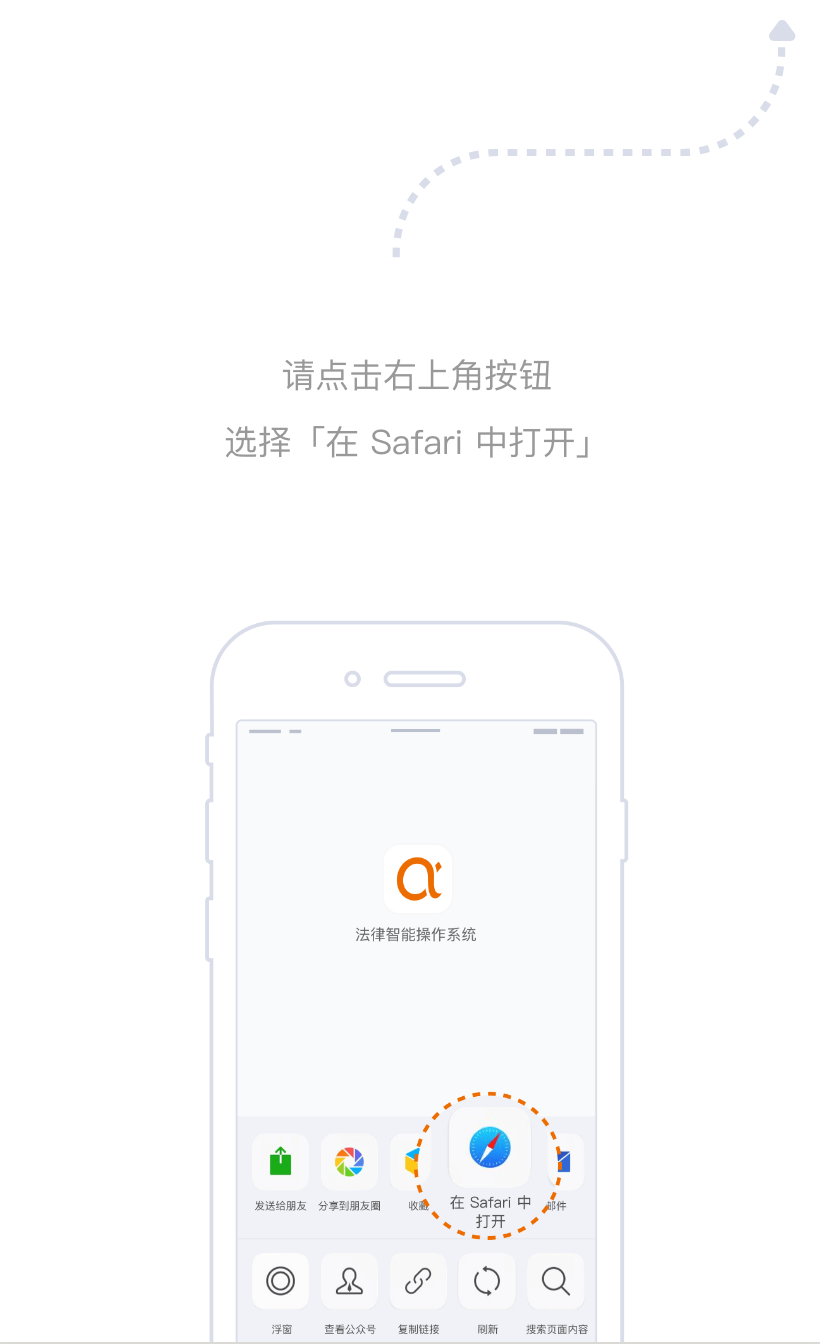 请点击右上角按钮
选择「在 Safari 中打开」
法律智能操作系统
发送给朋友
分享到朋友圈
收藏
在 Safari 中
打开
邮件
浮窗
查看公众号
复制链接
刷新
搜索页面内容